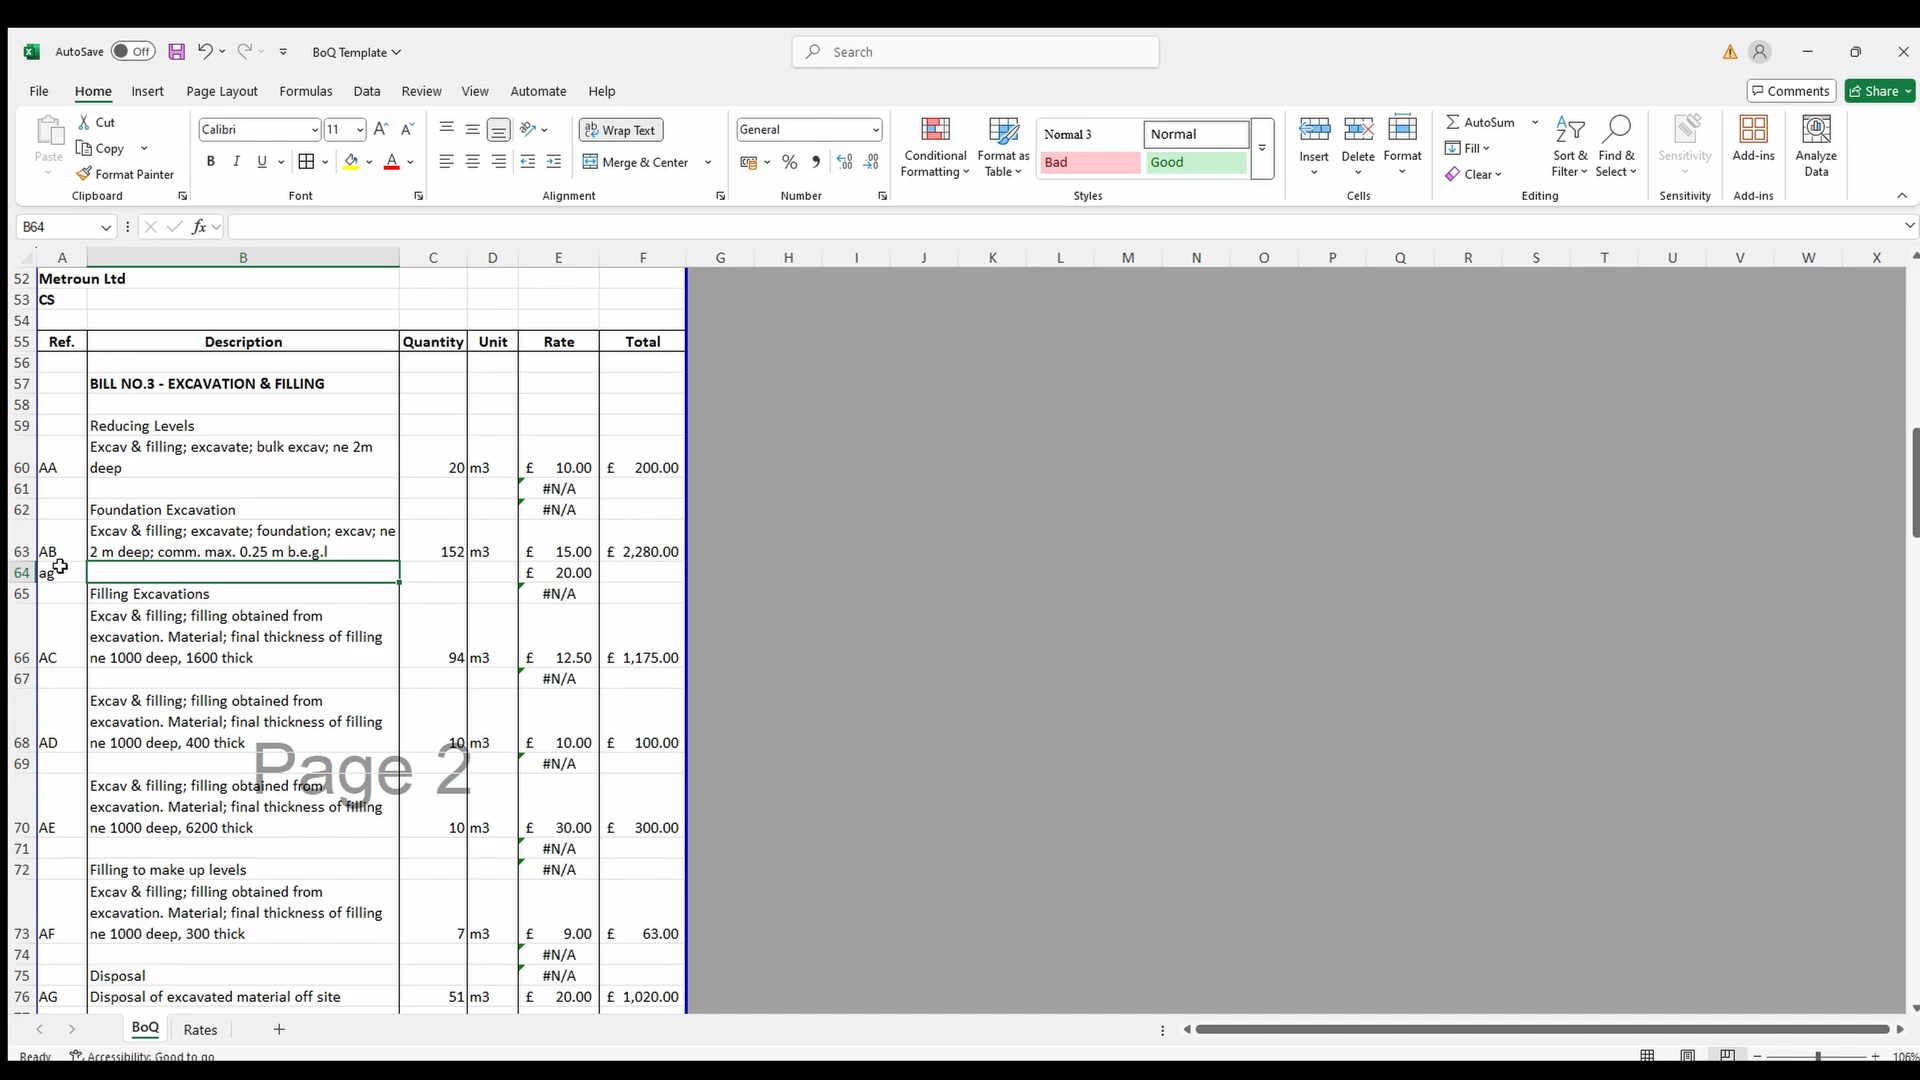 AutoSave Off BoQ Template Search
File Home Insert Page Layout Formulas Data Review View Automate Help Comments Share
Paste Cut Copy Format Painter Clipboard
Calibri 11 B I U A Font
Wrap Text Merge & Center Alignment
General % Number
Conditional Formatting Format as Table Normal 3 Normal Bad Good Styles
Insert Delete Format Cells
AutoSum Fill Clear Sort & Filter Find & Select Editing
Sensitivity Sensitivity Add-ins Add-ins Analyze Data
B64 fx
A B C D E F G H I J K L M N O P Q R S T U V W X
52 Metroun Ltd
53 CS
54
55 Ref. Description Quantity Unit Rate Total
56
57 BILL NO.3 - EXCAVATION & FILLING
58
59 Reducing Levels
Excav & filling; excavate; bulk excav; ne 2m
60 AA deep 20 m3 £ 10.00 £ 200.00
61 #N/A
62 Foundation Excavation #N/A
Excav & filling; excavate; foundation; excav; ne
63 AB 2 m deep; comm. max. 0.25 m b.e.g.l 152 m3 £ 15.00 £ 2,280.00
64 ag £ 20.00
65 Filling Excavations #N/A
Excav & filling; filling obtained from
excavation. Material; final thickness of filling
66 AC ne 1000 deep, 1600 thick 94 m3 £ 12.50 £ 1,175.00
67 #N/A
Excav & filling; filling obtained from
excavation. Material; final thickness of filling
68 AD ne 1000 deep, 400 thick 10 m3 £ 10.00 £ 100.00
69 #N/A
Page 2
Excav & filling; filling obtained from
excavation. Material; final thickness of filling
70 AE ne 1000 deep, 6200 thick 10 m3 £ 30.00 £ 300.00
71 #N/A
72 Filling to make up levels #N/A
Excav & filling; filling obtained from
excavation. Material; final thickness of filling
73 AF ne 1000 deep, 300 thick 7 m3 £ 9.00 £ 63.00
74 #N/A
75 Disposal #N/A
76 AG Disposal of excavated material off site 51 m3 £ 20.00 £ 1,020.00
BoQ Rates
Ready Accessibility: Good to go 106%